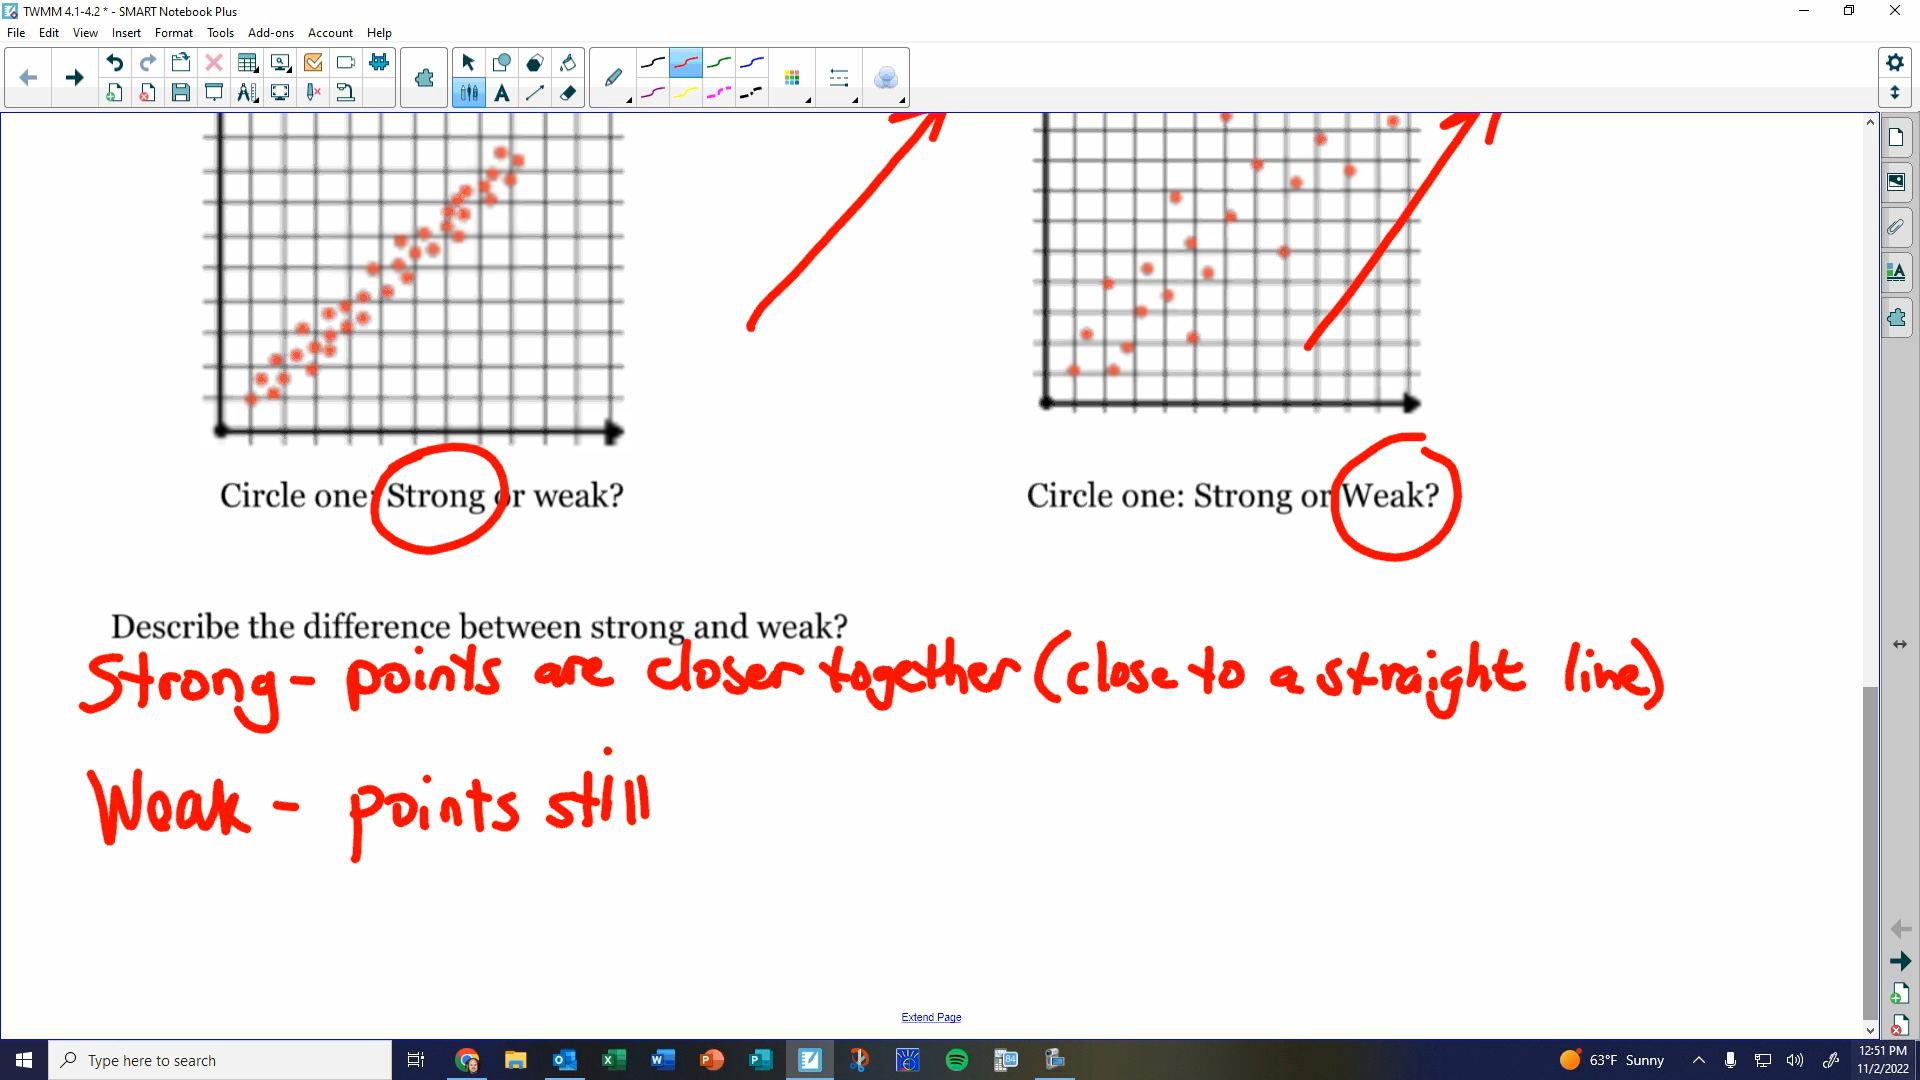 TWMM 4.1-4.2 * - SMART Notebook Plus
File Edit View Insert Format Tools Add-ons Account Help
Circle one: Strong or weak?
Circle one: Strong or Weak?
Describe the difference between strong and weak?
Strong - points are closer together (close to a straight line)
Weak - points still
Extend Page
Type here to search
84
63°F Sunny
12:51 PM
11/2/2022